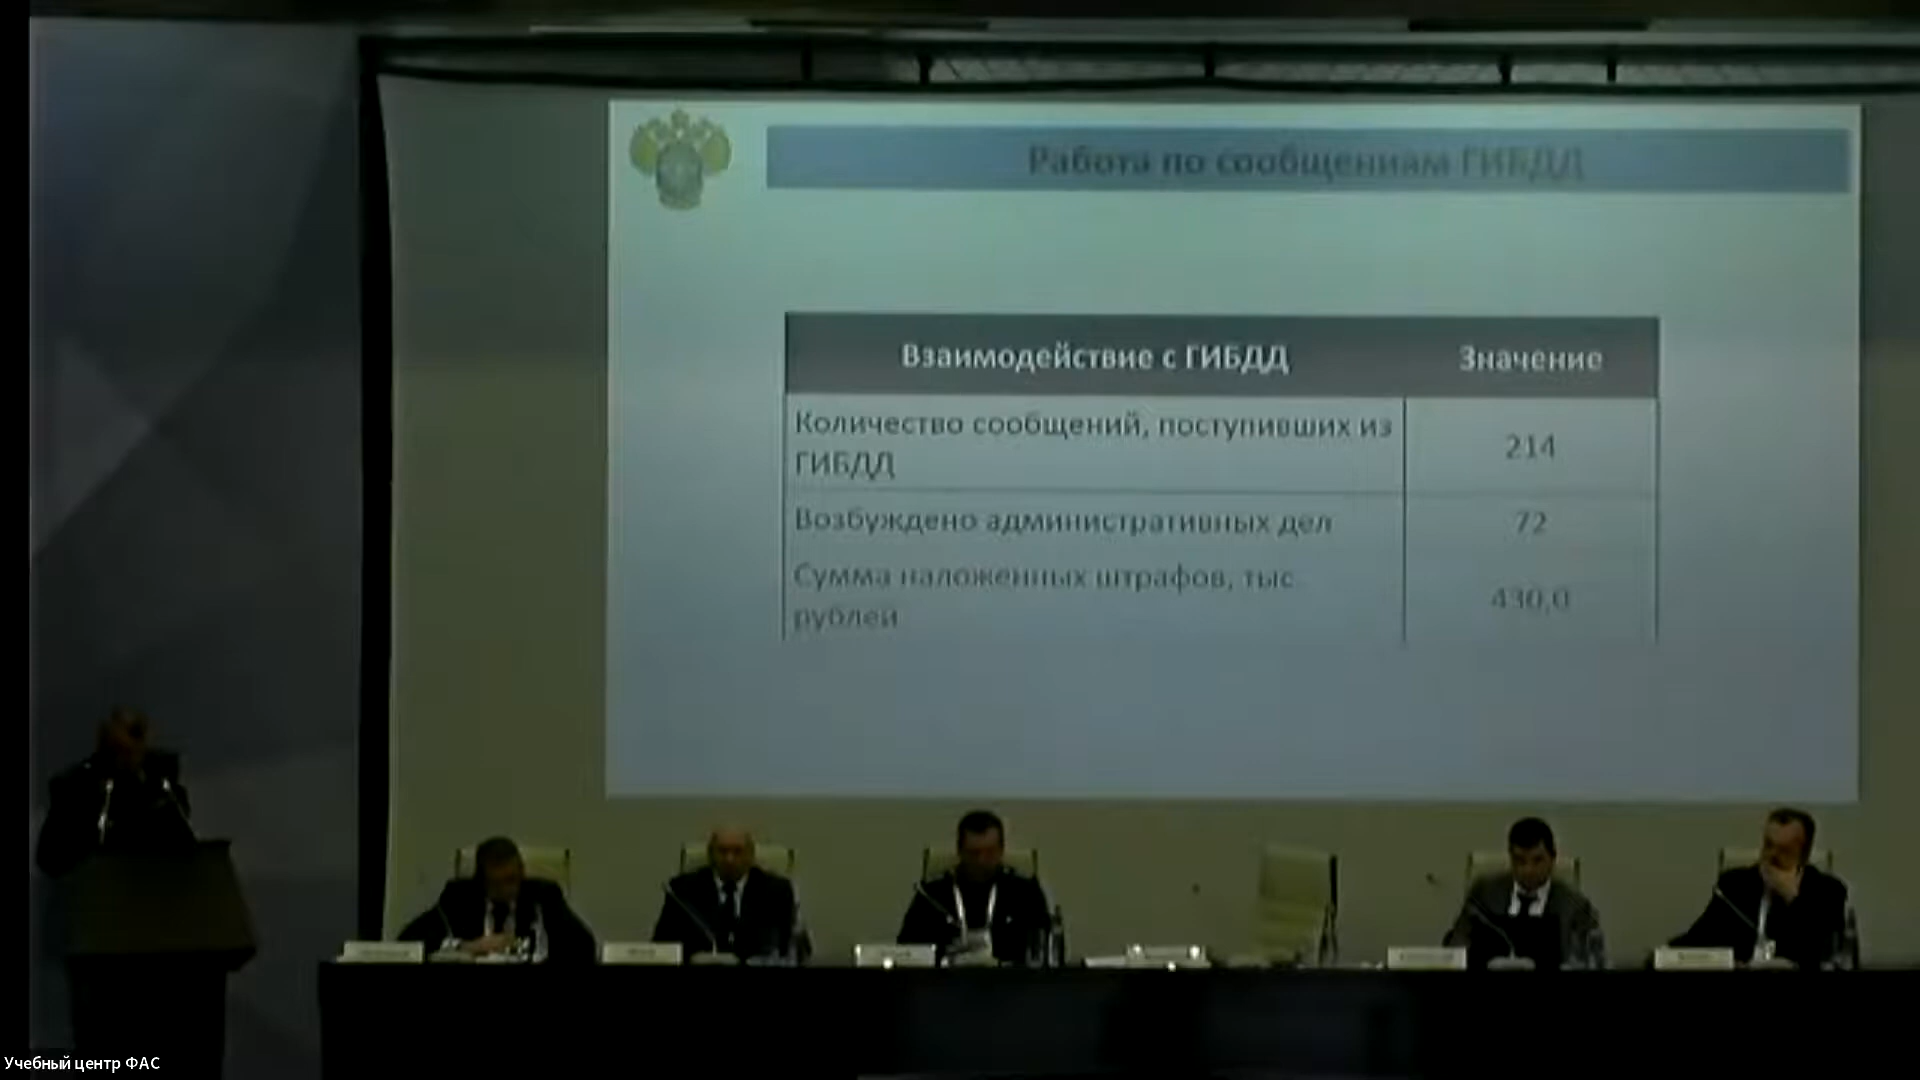 Работа по сообщениям ГИБДД
Взаимодействие с ГИБДД
Значение
Количество сообщений, поступивших из
ГИБДД
214
Возбуждено административных дел
72
Сумма наложенных штрафов, тыс
рублей
430,0
Учебный центр ФАС